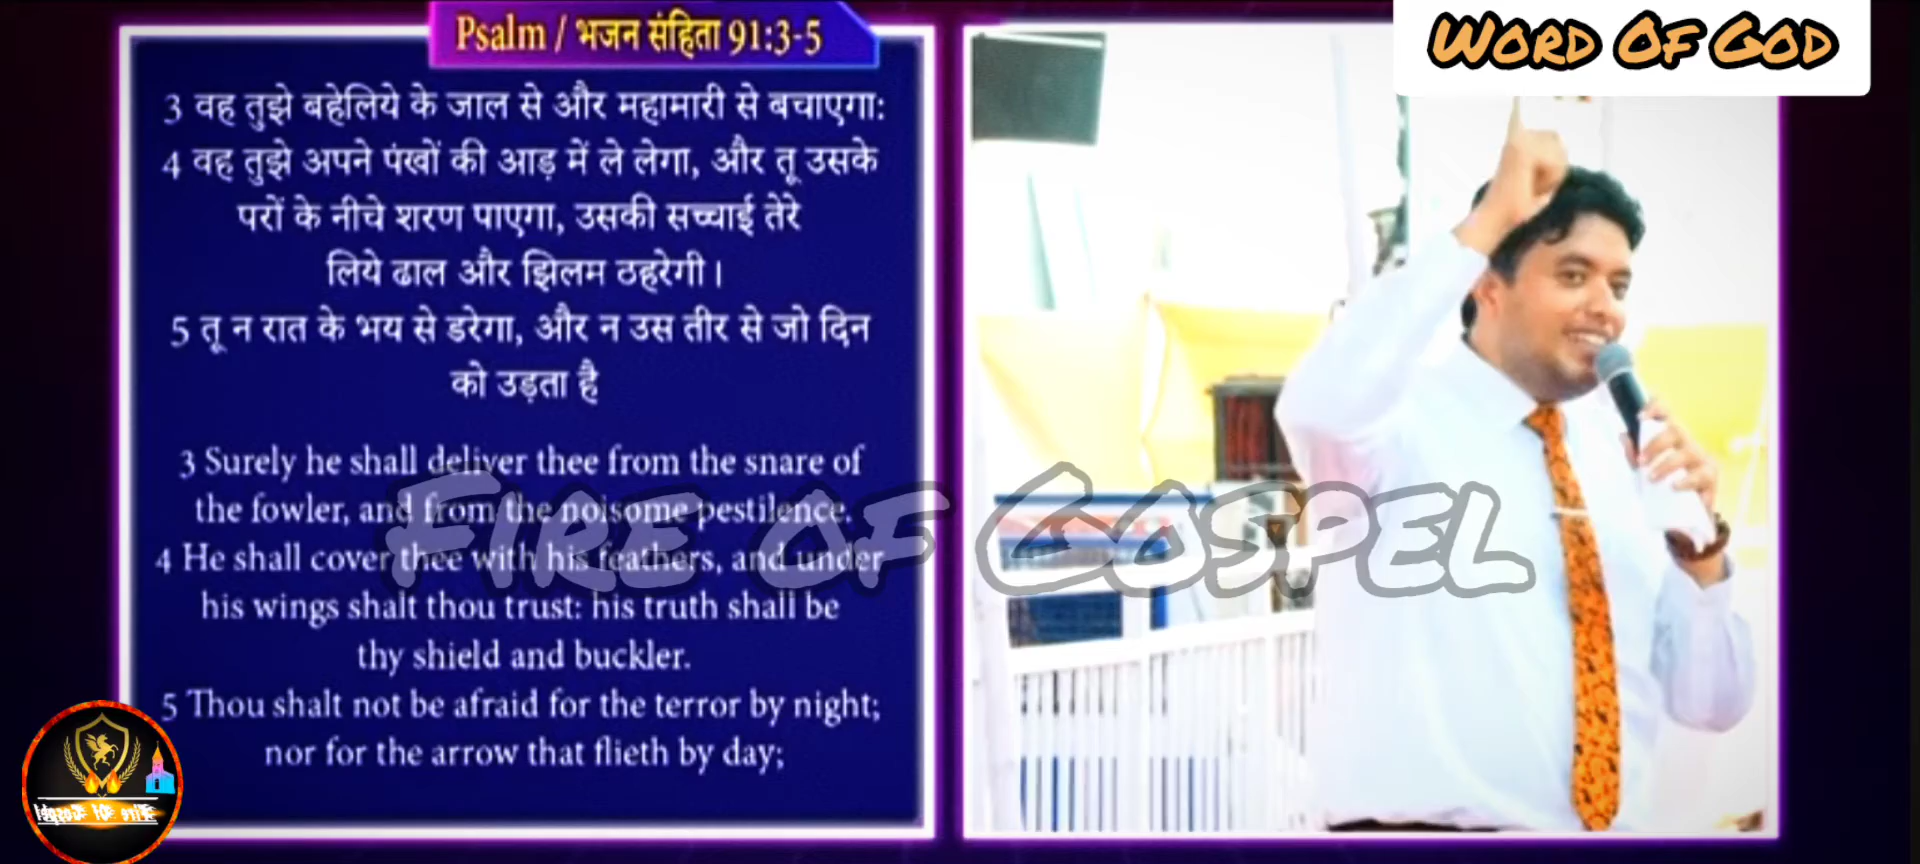 Psalm / भजन संहिता 91:3-5
3 वह तुझे बहेलिये के जाल से और महामारी से बचाएगा:
4 वह तुझे अपने पंखों की आड़ में ले लेगा, और तू उसके
परों के नीचे शरण पाएगा, उसकी सच्चाई तेरे
लिये ढाल और झिलम ठहरेगी।
5 तू न रात के भय से डरेगा, और न उस तीर से जो दिन
को उड़ता है
3 Surely he shall deliver thee from the snare of
the fowler, and from the noisome pestilence.
4 He shall cover thee with his feathers, and under
his wings shalt thou trust: his truth shall be
thy shield and buckler.
5 Thou shalt not be afraid for the terror by night;
nor for the arrow that flieth by day;
Word Of God
Fire of Gospel